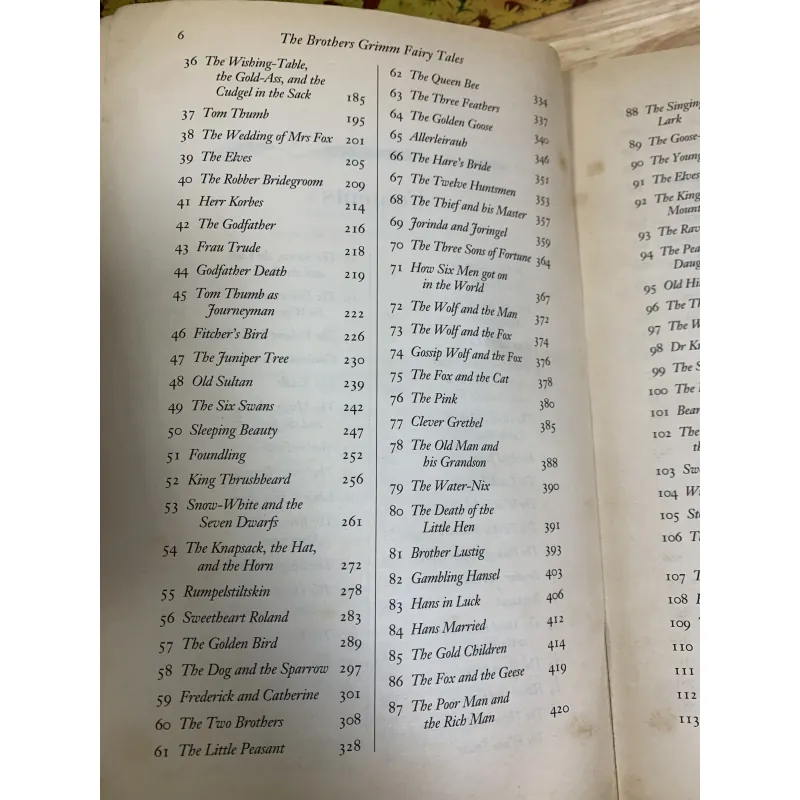 6
The Brothers Grimm Fairy Tales
36 The Wishing-Table,
the Gold-Ass, and the
Cudgel in the Sack 185
37 Tom Thumb 195
38 The Wedding of Mrs Fox 201
39 The Elves 205
40 The Robber Bridegroom 209
41 Herr Korbes 214
42 The Godfather 216
43 Frau Trude 218
44 Godfather Death 219
45 Tom Thumb as
Journeyman 222
46 Fitcher's Bird 226
47 The Juniper Tree 230
48 Old Sultan 239
49 The Six Swans 242
50 Sleeping Beauty 247
51 Foundling 252
52 King Thrushbeard 256
53 Snow-White and the
Seven Dwarfs 261
54 The Knapsack, the Hat,
and the Horn 272
55 Rumpelstiltskin 278
56 Sweetheart Roland 283
57 The Golden Bird 289
58 The Dog and the Sparrow 297
59 Frederick and Catherine 301
60 The Two Brothers 308
61 The Little Peasant 328
62 The Queen Bee 334
63 The Three Feathers 337
64 The Golden Goose 340
65 Allerleirauh 346
66 The Hare's Bride 351
67 The Twelve Huntsmen 353
68 The Thief and his Master 357
69 Jorinda and Joringel 359
70 The Three Sons of Fortune 364
71 How Six Men got on
in the World 367
72 The Wolf and the Man 372
73 The Wolf and the Fox 374
74 Gossip Wolf and the Fox 376
75 The Fox and the Cat 378
76 The Pink 380
77 Clever Grethel 385
78 The Old Man and
his Grandson 388
79 The Water-Nix 390
80 The Death of the
Little Hen 391
81 Brother Lustig 393
82 Gambling Hansel 403
83 Hans in Luck 406
84 Hans Married 412
85 The Gold Children 414
86 The Fox and the Geese 419
87 The Poor Man and
the Rich Man 420
88 The Singing
Lark
89 The Goose-
90 The Young
91 The Elves
92 The King
Mount
93 The Rav
94 The Pea
Daug
95 Old Hi
96 The Th
97 The W
98 Dr K
99 The S
100 The
101 Bear
102 The
th
103 Sw
104 W
105 St
106 T
107 T
108
109
110
111
112
113